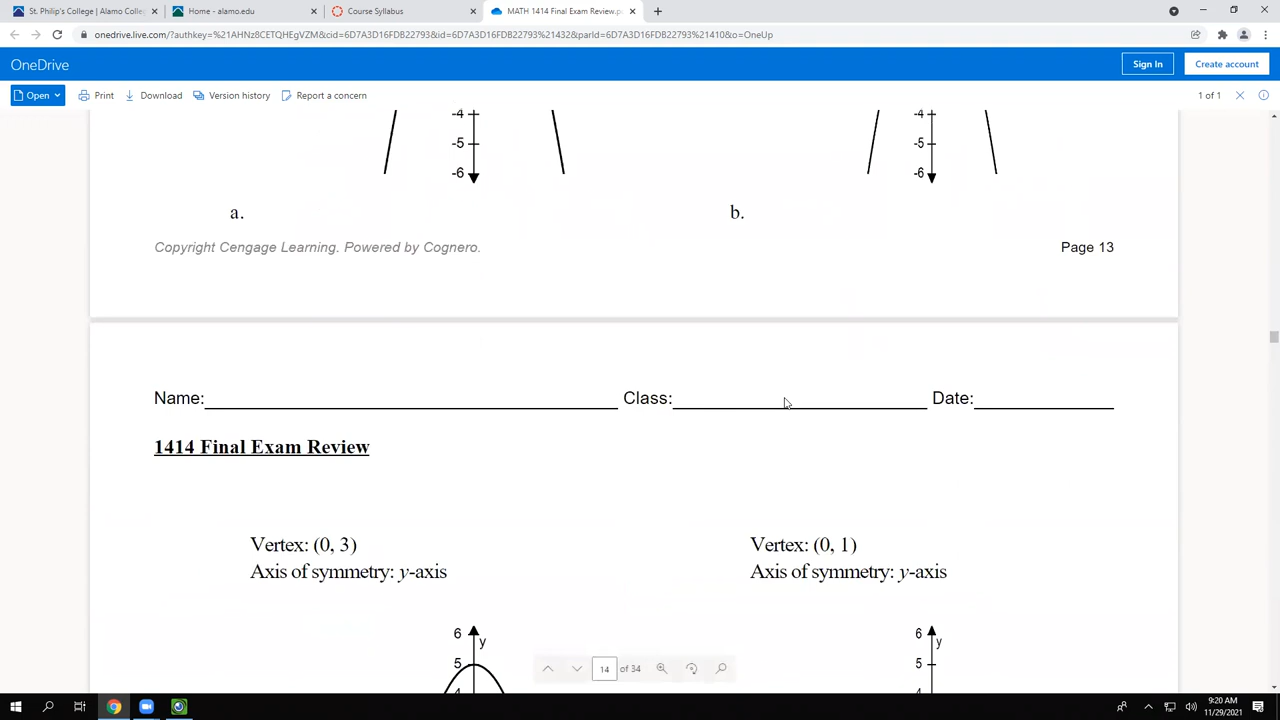 St. Philip's College | Alamo Colle
Home - alamo.edu
Course Syllabus
MATH 1414 Final Exam Review.p
onedrive.live.com/?authkey=%21AHNz8CETQHEgVZM&cid=6D7A3D16FDB22793&id=6D7A3D16FDB22793%21432&parId=6D7A3D16FDB22793%21410&o=OneUp
OneDrive
Sign In
Create account
Open
Print
Download
Version history
Report a concern
1 of 1
-4
-5
-6
-4
-5
-6
a.
b.
Copyright Cengage Learning. Powered by Cognero.
Page 13
Name:
Class:
Date:
1414 Final Exam Review
Vertex: (0, 3)
Axis of symmetry: y-axis
Vertex: (0, 1)
Axis of symmetry: y-axis
6
y
5
4
6
y
5
14 of 34
9:20 AM
11/29/2021